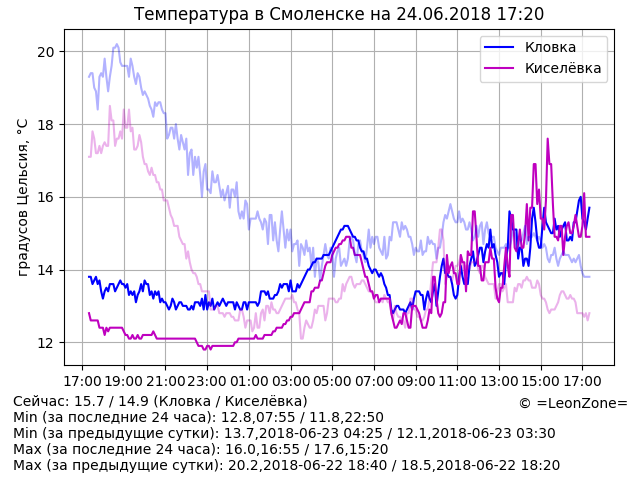 Температура в Смоленске на 24.06.2018 17:20
Кловка
Киселёвка
градусов Цельсия, °C
20
18
16
14
12
17:00 19:00 21:00 23:00 01:00 03:00 05:00 07:00 09:00 11:00 13:00 15:00 17:00
Сейчас: 15.7 / 14.9 (Кловка / Киселёвка)
© =LeonZone=
Min (за последние 24 часа): 12.8,07:55 / 11.8,22:50
Min (за предыдущие сутки): 13.7,2018-06-23 04:25 / 12.1,2018-06-23 03:30
Max (за последние 24 часа): 16.0,16:55 / 17.6,15:20
Max (за предыдущие сутки): 20.2,2018-06-22 18:40 / 18.5,2018-06-22 18:20